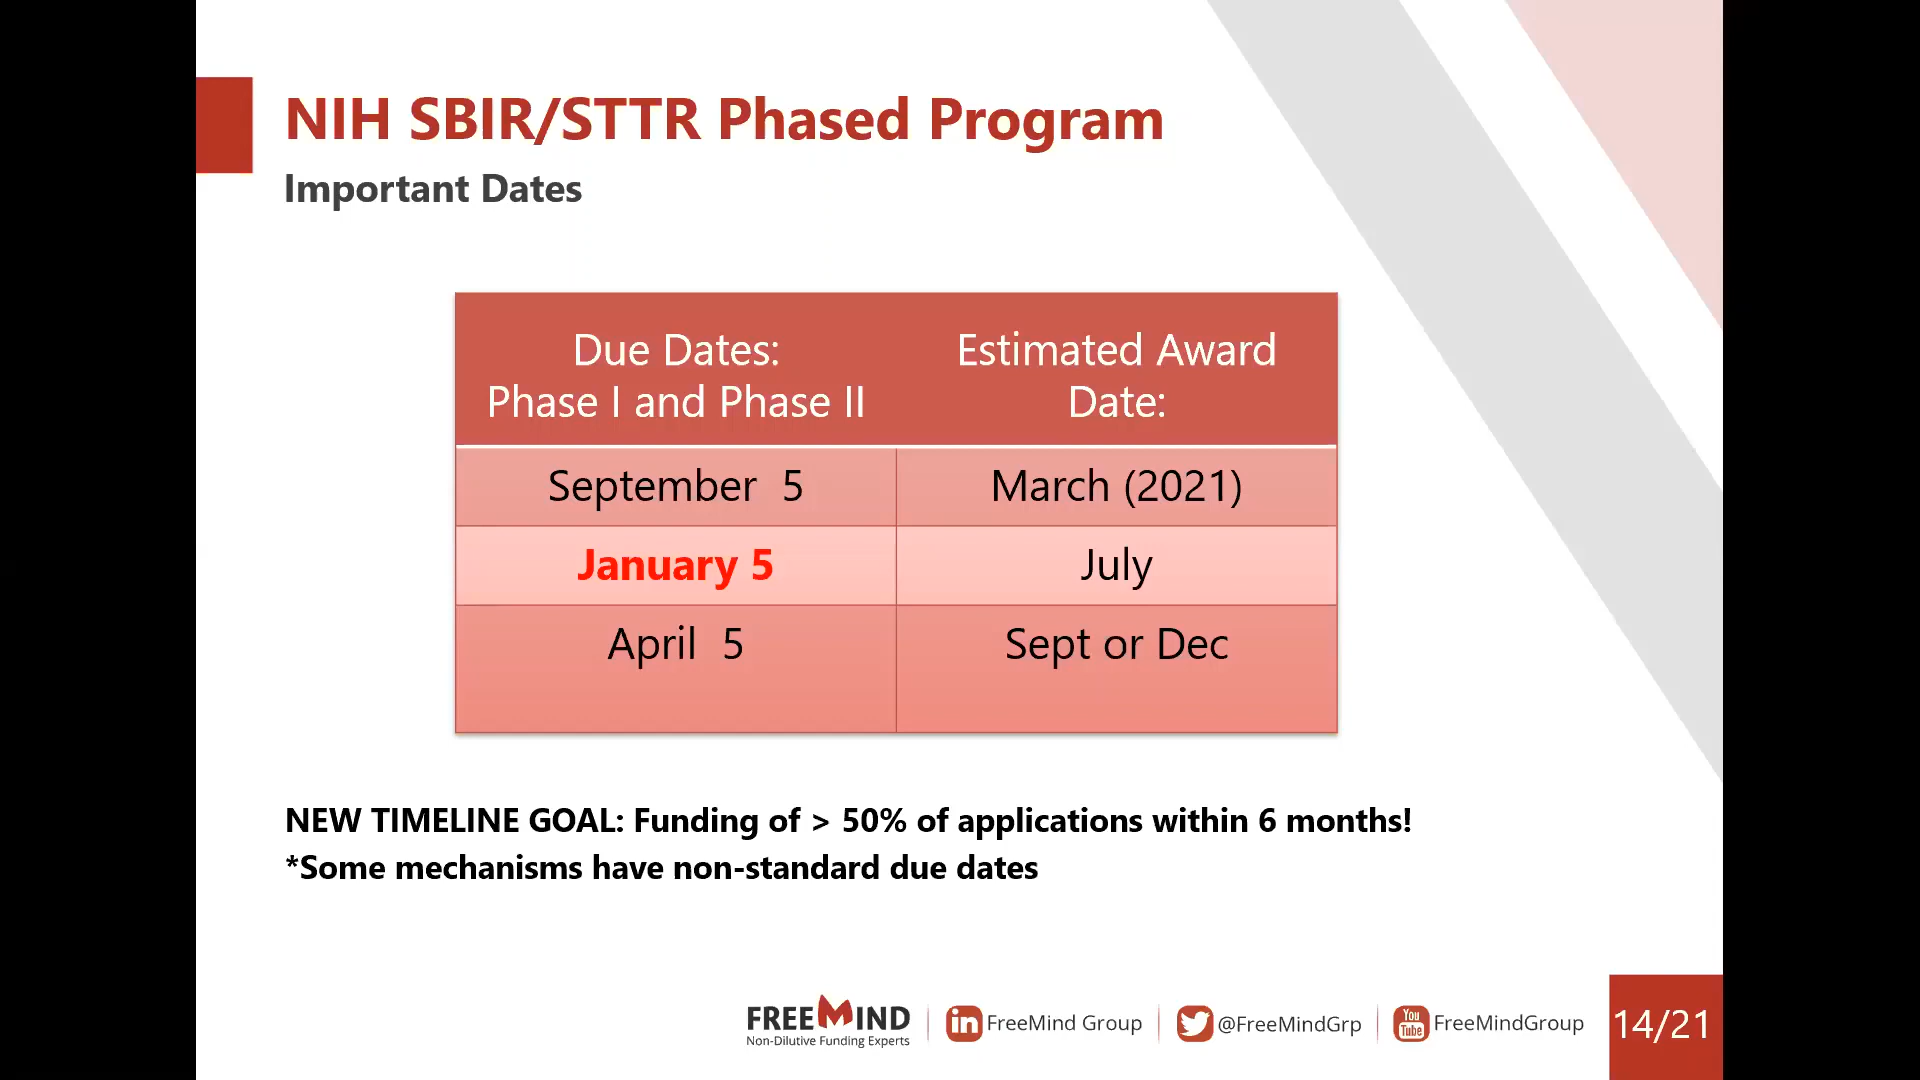 NIH SBIR/STTR Phased Program
Important Dates
Due Dates:
Phase I and Phase II
Estimated Award
Date:
September 5
March (2021)
January 5
July
April 5
Sept or Dec
NEW TIMELINE GOAL: Funding of > 50% of applications within 6 months!
*Some mechanisms have non-standard due dates
FREEMIND
Non-Dilutive Funding Experts
in
FreeMind Group
@FreeMindGrp
You
Tube
FreeMindGroup
14/21